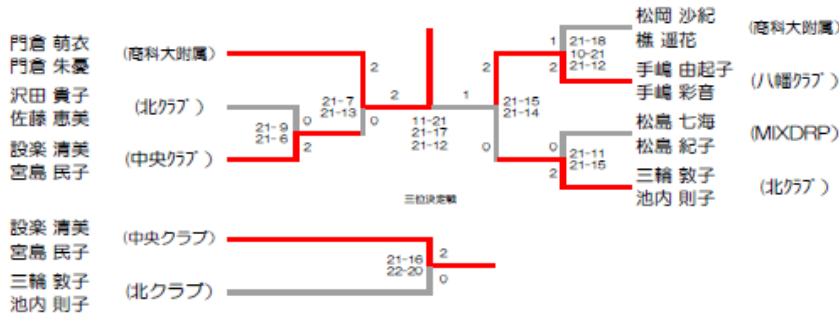 門倉 萌衣
門倉 朱憂
(商科大附属)
沢田 貴子
佐藤 恵美
(北クラブ)
設楽 清美
宮島 民子
(中央クラブ)
21-9
21-6
0
2
21-7
21-13
2
0
2
1
11-21
21-17
21-12
松岡 沙紀
樵 遥花
(商科大附属)
手嶋 由起子
手嶋 彩音
(八幡クラブ)
松島 七海
松島 紀子
(MIXDRP)
三輪 敦子
池内 則子
(北クラブ)
1
21-18
10-21
2
21-12
0
21-11
21-15
2
2
21-15
21-14
0
三位決定戦
設楽 清美
宮島 民子
(中央クラブ)
三輪 敦子
池内 則子
(北クラブ)
21-16
22-20
2
0